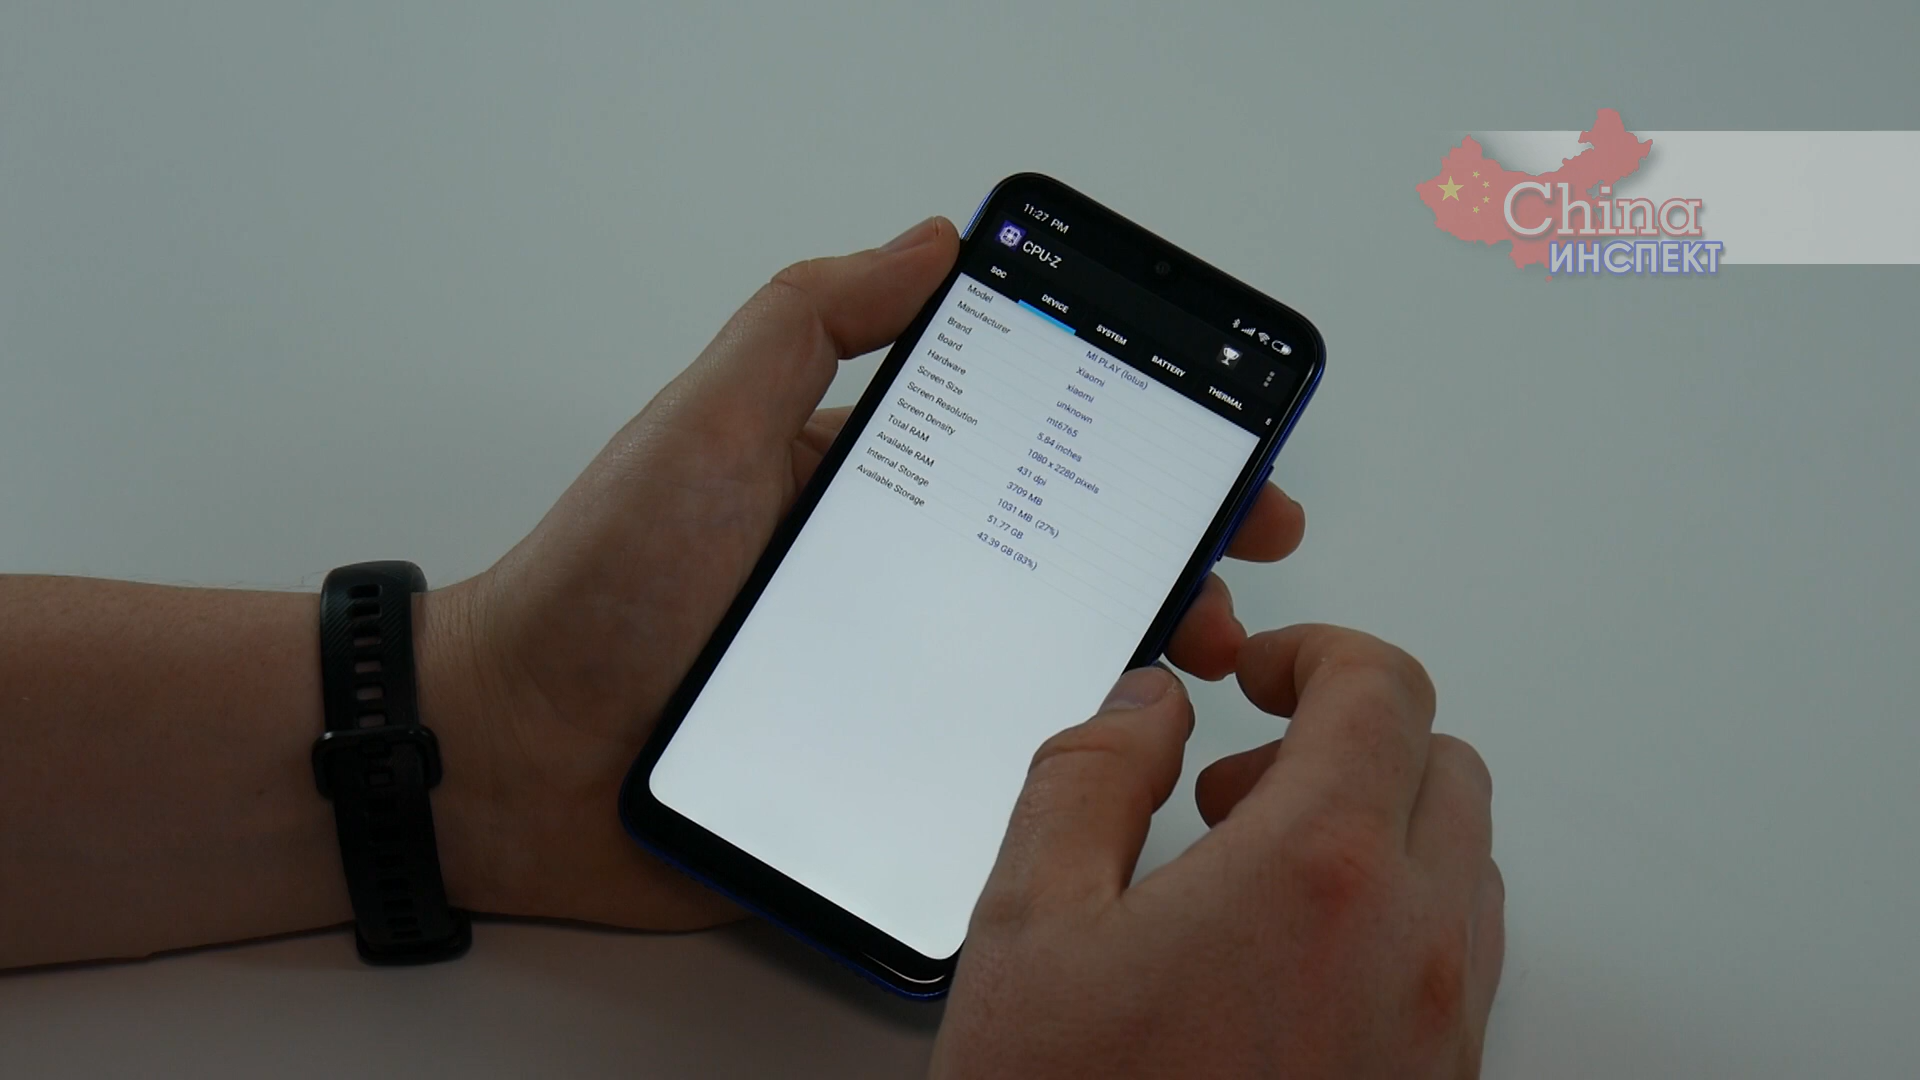 11:27 PM
CPU-Z
SOC DEVICE SYSTEM BATTERY THERMAL
Model MI PLAY (lotus)
Manufacturer Xiaomi
Brand xiaomi
Board unknown
Hardware mt6765
Screen Size 5.84 inches
Screen Resolution 1080 x 2280 pixels
Screen Density 431 dpi
Total RAM 3709 MB
Available RAM 1031 MB (27%)
Internal Storage 51.77 GB
Available Storage 43.39 GB (83%)
China
ИНСПЕКТ